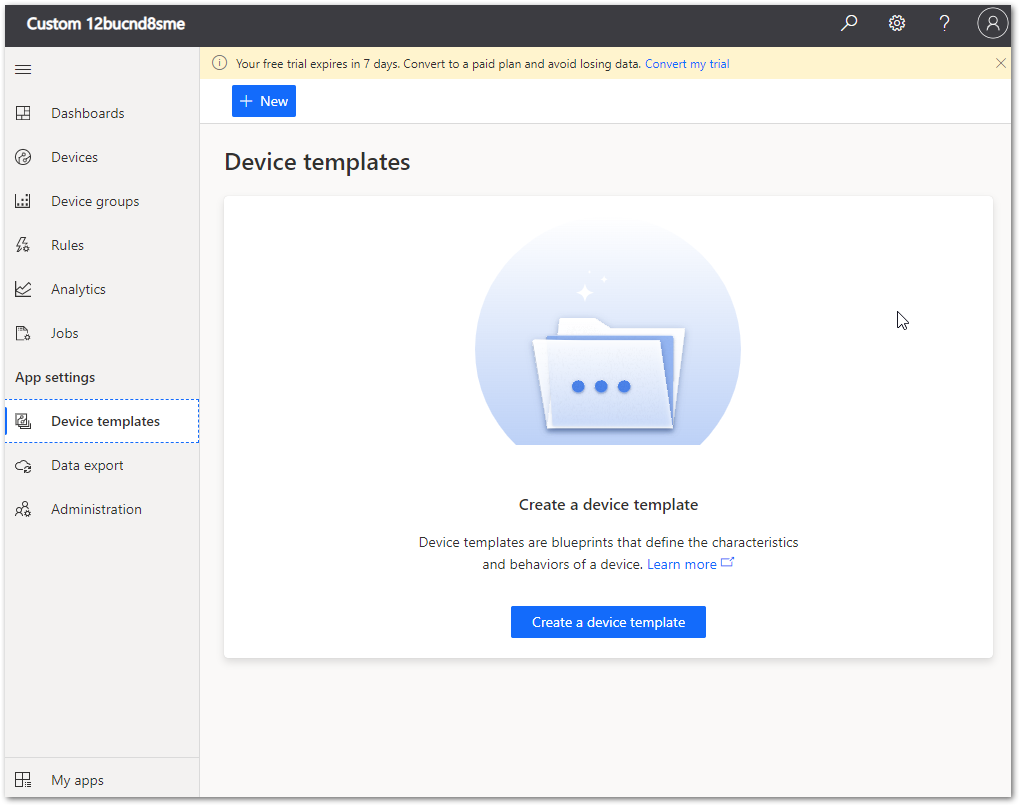 Custom 12bucnd8sme
?
Your free trial expires in 7 days. Convert to a paid plan and avoid losing data. Convert my trial
+ New
Dashboards
Devices
Device groups
Rules
Analytics
Jobs
App settings
Device templates
Data export
Administration
My apps
Device templates
Create a device template
Device templates are blueprints that define the characteristics
and behaviors of a device. Learn more
Create a device template